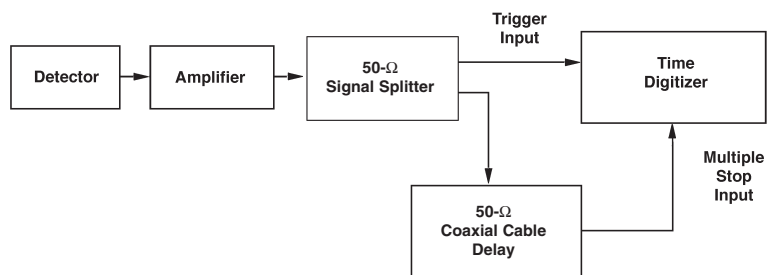 Detector
Amplifier
50-Ω
Signal Splitter
Trigger
Input
Time
Digitizer
Multiple
Stop
Input
50-Ω
Coaxial Cable
Delay